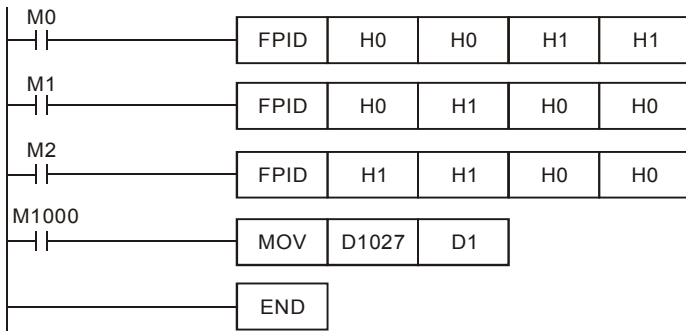 M0
FPID H0 H0 H1 H1
M1
FPID H0 H1 H0 H0
M2
FPID H1 H1 H0 H0
M1000
MOV D1027 D1
END